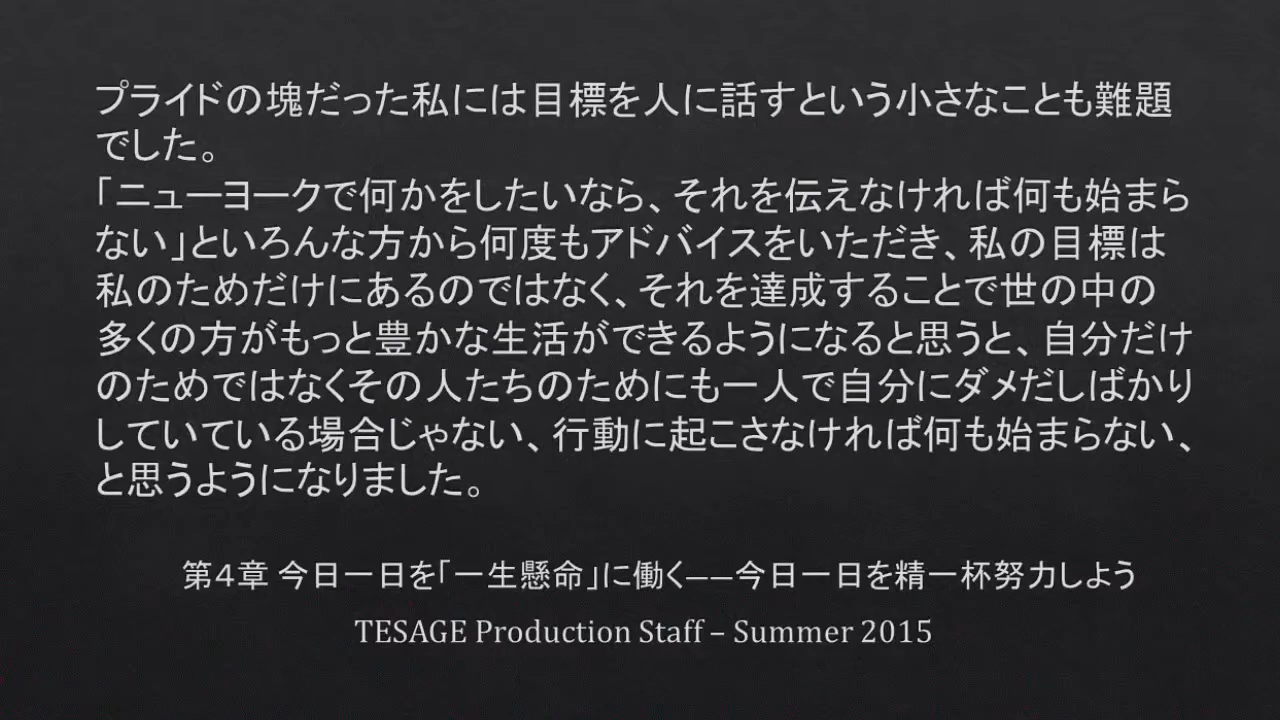 プライドの塊だった私には目標を人に話すという小さなことも難題
でした。
「ニューヨークで何かをしたいなら、それを伝えなければ何も始まら
ない」といろんな方から何度もアドバイスをいただき、私の目標は
私のためだけにあるのではなく、それを達成することで世の中の
多くの方がもっと豊かな生活ができるようになると思うと、自分だけ
のためではなくその人たちのためにも一人で自分にダメだしばかり
していている場合じゃない、行動に起こさなければ何も始まらない、
と思うようになりました。
第4章 今日一日を「一生懸命」に働く――今日一日を精一杯努力しよう
TESAGE Production Staff – Summer 2015